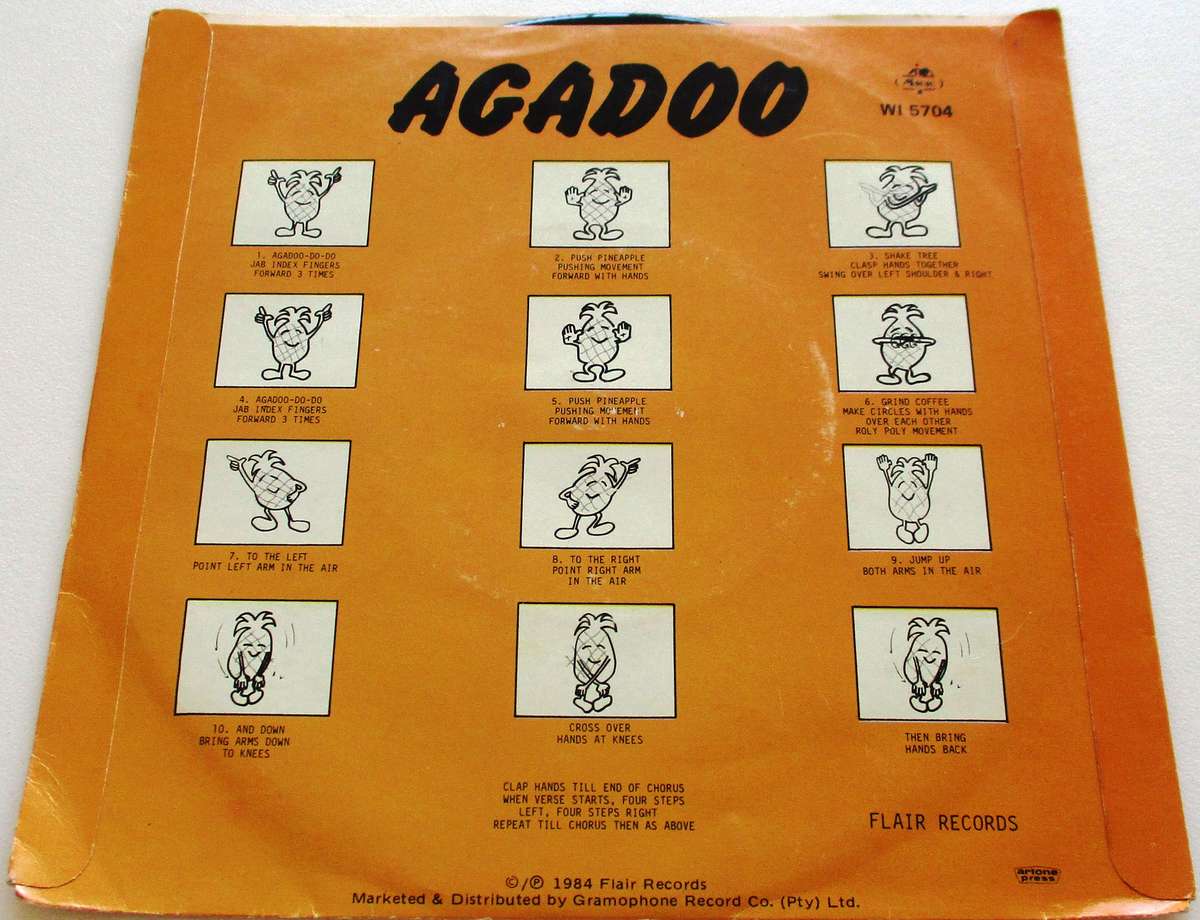 AGADOO
WI 5704
1. AGADOO-DO-DO
JAB INDEX FINGERS
FORWARD 3 TIMES
2. PUSH PINEAPPLE
PUSHING MOVEMENT
FORWARD WITH HANDS
3. SHAKE TREE
CLASP HANDS TOGETHER
SWING OVER LEFT SHOULDER & RIGHT
4. AGADOO-DO-DO
JAB INDEX FINGERS
FORWARD 3 TIMES
5. PUSH PINEAPPLE
PUSHING MOVEMENT
FORWARD WITH HANDS
6. GRIND COFFEE
MAKE CIRCLES WITH HANDS
OVER EACH OTHER
ROLY POLY MOVEMENT
7. TO THE LEFT
POINT LEFT ARM IN THE AIR
8. TO THE RIGHT
POINT RIGHT ARM
IN THE AIR
9. JUMP UP
BOTH ARMS IN THE AIR
10. AND DOWN
BRING ARMS DOWN
TO KNEES
CROSS OVER
HANDS AT KNEES
THEN BRING
HANDS BACK
CLAP HANDS TILL END OF CHORUS
WHEN VERSE STARTS, FOUR STEPS
LEFT, FOUR STEPS RIGHT
REPEAT TILL CHORUS THEN AS ABOVE
FLAIR RECORDS
artone
press
©/℗ 1984 Flair Records
Marketed & Distributed by Gramophone Record Co. (Pty) Ltd.